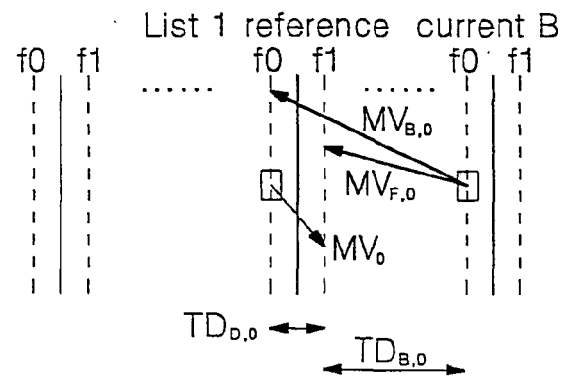 List 1 reference current B
f0 f1 f0 f1 f0 f1
...... ......
MV_B,0
MV_F,0
MV_0
TD_D,0
TD_B,0